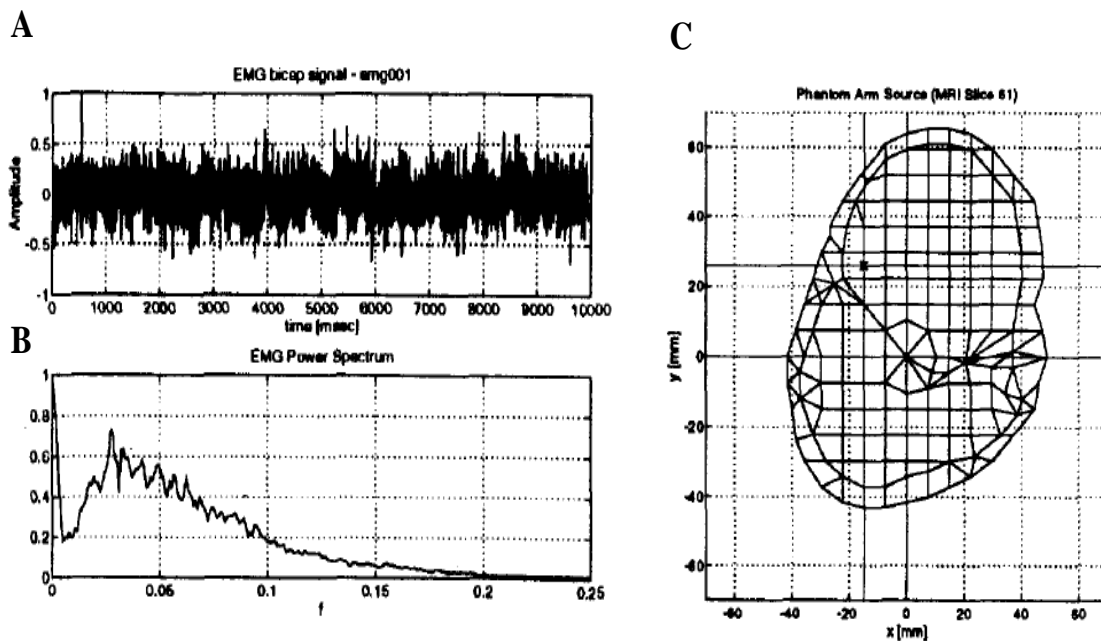 A
EMG bicap signal - amg001
1
0.5
0
-0.5
-1
Amplitude
0 1000 2000 3000 4000 5000 6000 7000 8000 9000 10000
time [msec]
B
EMG Power Spectrum
1
0.8
0.6
0.4
0.2
0
0 0.05 0.1 0.15 0.2 0.25
f
C
Phantom Arm Source (MRI Slice 61)
60
40
20
0
-20
-40
-60
y [mm]
-60 -40 -20 0 20 40 60
x [mm]